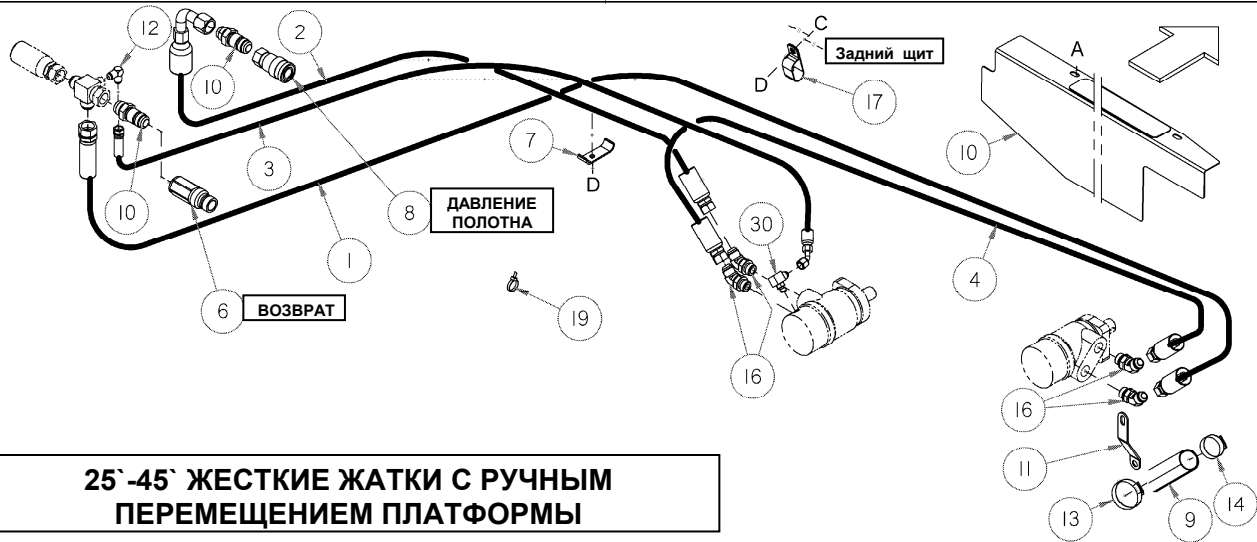 12
2
10
C
Задний щит
D
17
A
10
3
10
7
D
8
ДАВЛЕНИЕ
ПОЛОТНА
30
4
1
6
ВОЗВРАТ
19
16
16
11
13
9
14
25`-45` ЖЕСТКИЕ ЖАТКИ С РУЧНЫМ
ПЕРЕМЕЩЕНИЕМ ПЛАТФОРМЫ